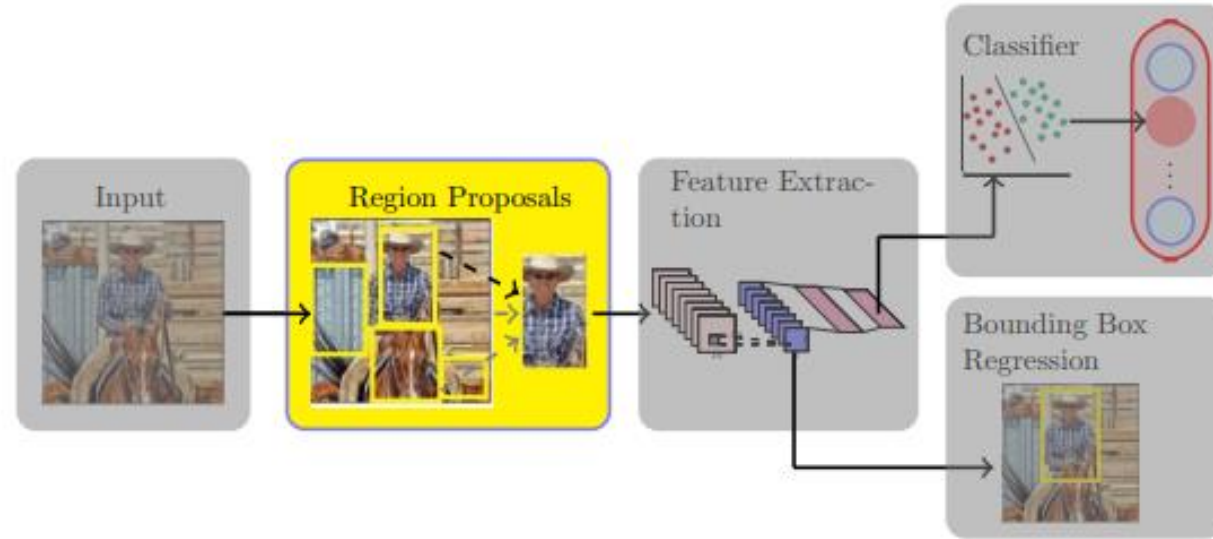 Input
Region Proposals
Feature Extrac-
tion
Classifier
Bounding Box
Regression